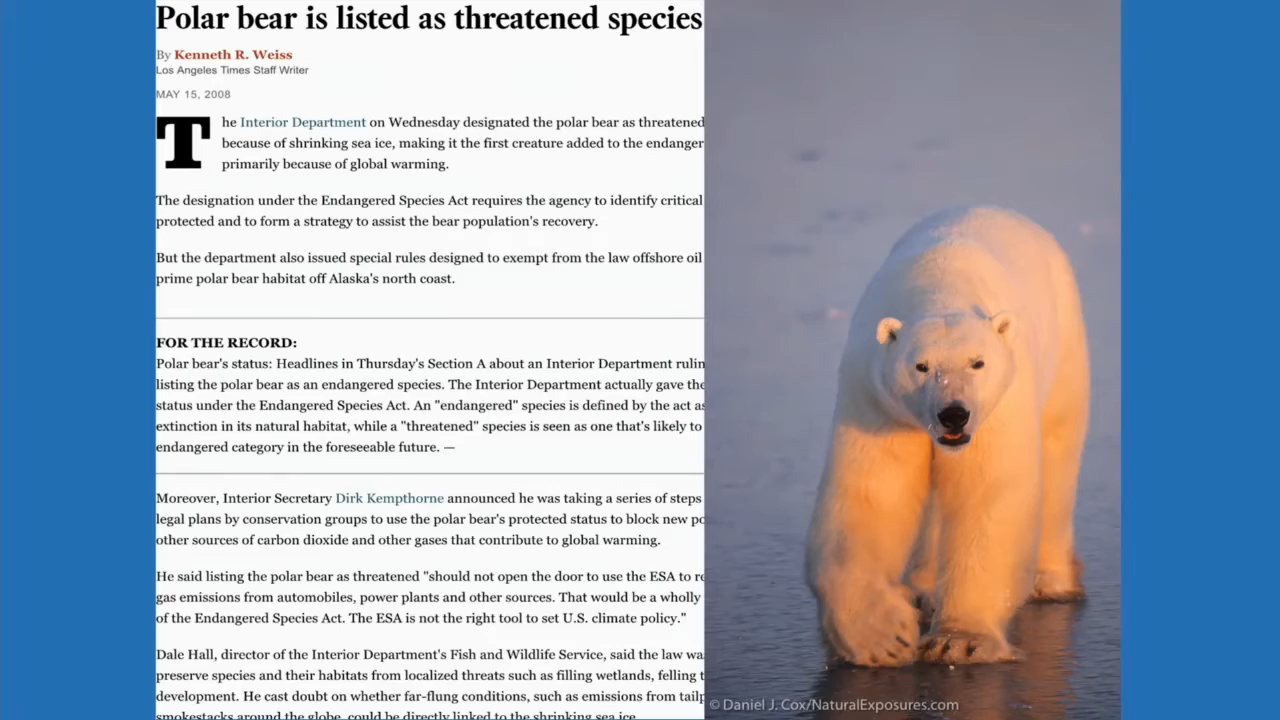 Polar bear is listed as threatened species
By Kenneth R. Weiss
Los Angeles Times Staff Writer
MAY 15, 2008
The Interior Department on Wednesday designated the polar bear as threatened
because of shrinking sea ice, making it the first creature added to the endanger
primarily because of global warming.
The designation under the Endangered Species Act requires the agency to identify critical
protected and to form a strategy to assist the bear population's recovery.
But the department also issued special rules designed to exempt from the law offshore oil
prime polar bear habitat off Alaska's north coast.
FOR THE RECORD:
Polar bear's status: Headlines in Thursday's Section A about an Interior Department rulin
listing the polar bear as an endangered species. The Interior Department actually gave the
status under the Endangered Species Act. An "endangered" species is defined by the act as
extinction in its natural habitat, while a "threatened" species is seen as one that's likely to
endangered category in the foreseeable future. —
Moreover, Interior Secretary Dirk Kempthorne announced he was taking a series of steps
legal plans by conservation groups to use the polar bear's protected status to block new po
other sources of carbon dioxide and other gases that contribute to global warming.
He said listing the polar bear as threatened "should not open the door to use the ESA to re
gas emissions from automobiles, power plants and other sources. That would be a wholly
of the Endangered Species Act. The ESA is not the right tool to set U.S. climate policy."
Dale Hall, director of the Interior Department's Fish and Wildlife Service, said the law wa
preserve species and their habitats from localized threats such as filling wetlands, felling t
development. He cast doubt on whether far-flung conditions, such as emissions from tailp
smokestacks around the globe, could be directly linked to the shrinking sea ice.
© Daniel J. Cox/NaturalExposures.com